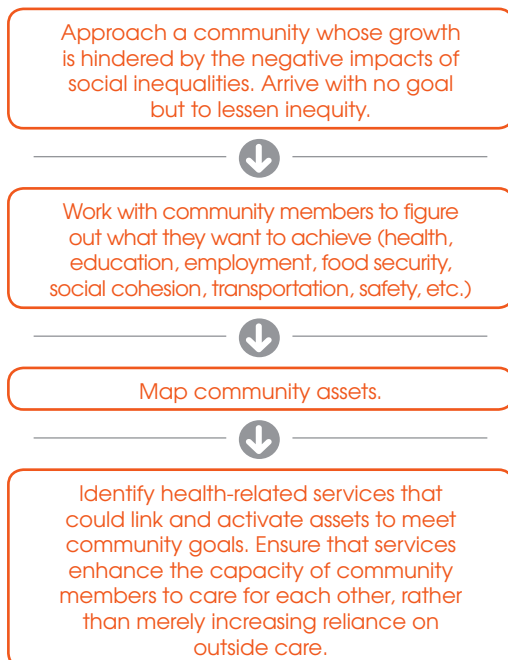 Approach a community whose growth
is hindered by the negative impacts of
social inequalities. Arrive with no goal
but to lessen inequity.
Work with community members to figure
out what they want to achieve (health,
education, employment, food security,
social cohesion, transportation, safety, etc.)
Map community assets.
Identify health-related services that
could link and activate assets to meet
community goals. Ensure that services
enhance the capacity of community
members to care for each other, rather
than merely increasing reliance on
outside care.